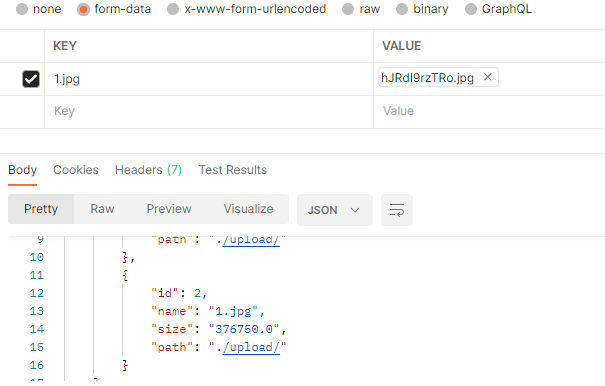 none form-data x-www-form-urlencoded raw binary GraphQL
KEY VALUE
1.jpg hJRdI9rzTRo.jpg ×
Key Value
Body Cookies Headers (7) Test Results
Pretty Raw Preview Visualize JSON
9 "path": "./upload/"
10 },
11 {
12 "id": 2,
13 "name": "1.jpg",
14 "size": "376750.0",
15 "path": "./upload/"
16 }
17